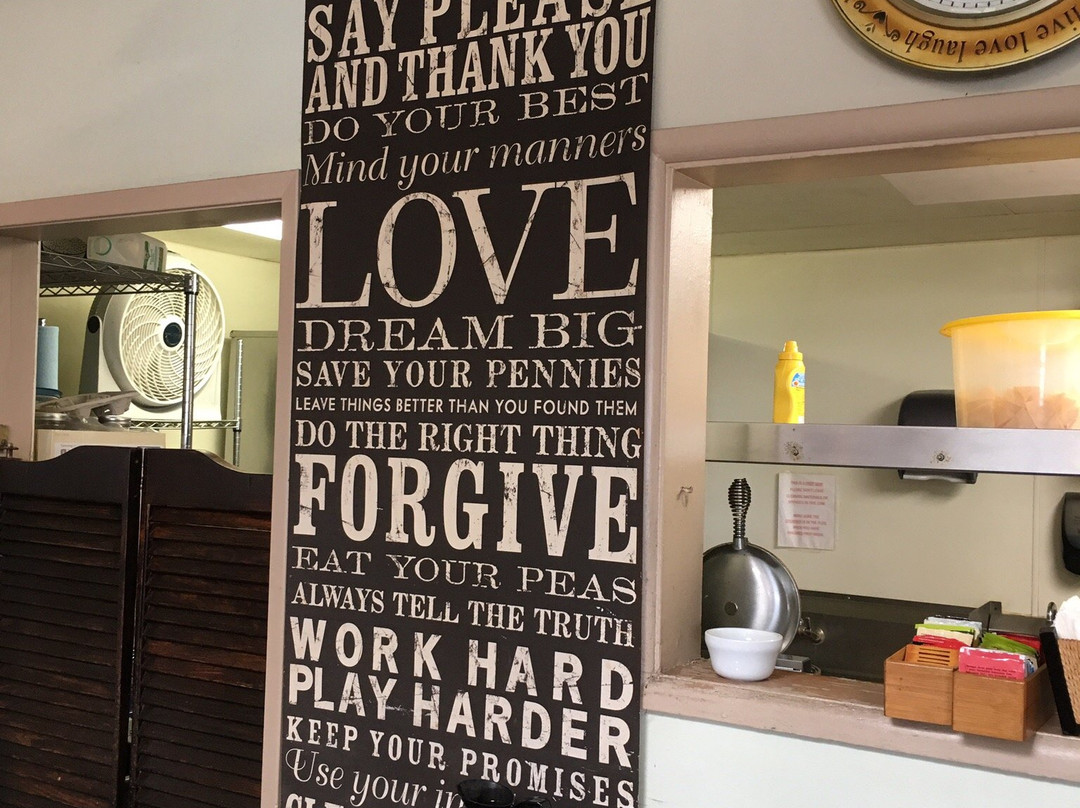 SAY PLEASE
AND THANK YOU
DO YOUR BEST
Mind your manners
LOVE
DREAM BIG
SAVE YOUR PENNIES
LEAVE THINGS BETTER THAN YOU FOUND THEM
DO THE RIGHT THING
FORGIVE
EAT YOUR PEAS
ALWAYS TELL THE TRUTH
WORK HARD
PLAY HARDER
KEEP YOUR PROMISES
Use your
live love laugh